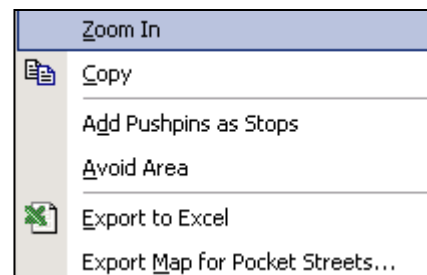 Zoom In
Copy
Add Pushpins as Stops
Avoid Area
Export to Excel
Export Map for Pocket Streets...